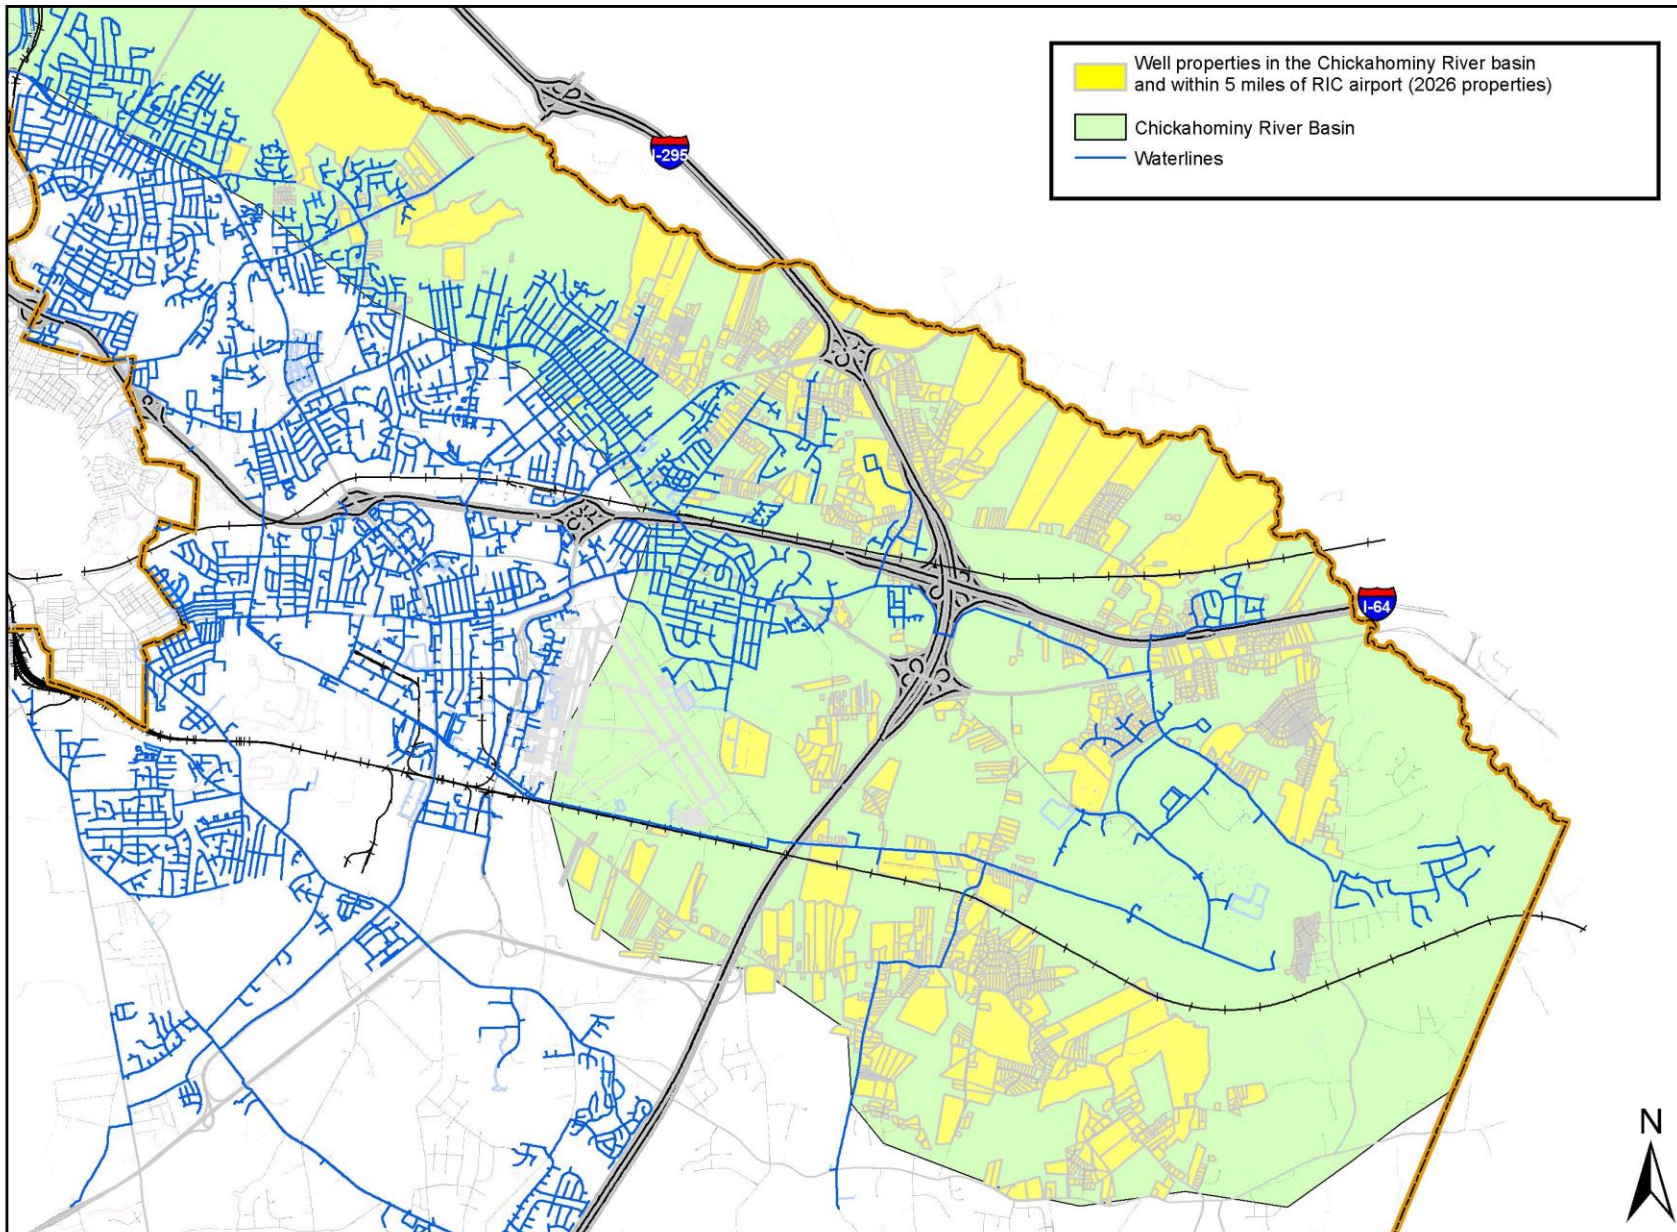 Well properties in the Chickahominy River basin
and within 5 miles of RIC airport (2026 properties)
Chickahominy River Basin
Waterlines
I-295
I-64
N